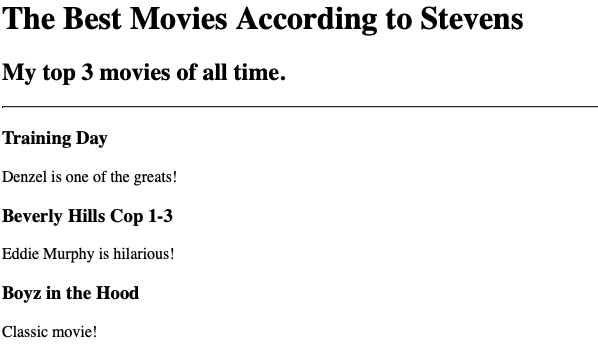 The Best Movies According to Stevens
My top 3 movies of all time.
Training Day
Denzel is one of the greats!
Beverly Hills Cop 1-3
Eddie Murphy is hilarious!
Boyz in the Hood
Classic movie!